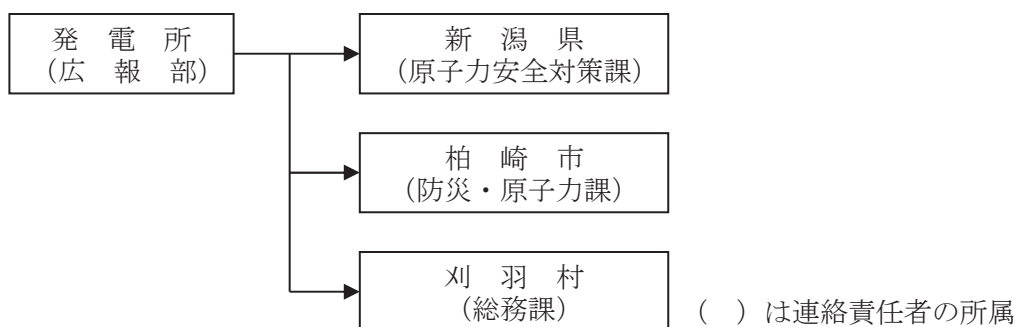 発 電 所
(広 報 部)
新 潟 県
(原子力安全対策課)
柏 崎 市
(防災・原子力課)
刈 羽 村
(総務課)
( )は連絡責任者の所属